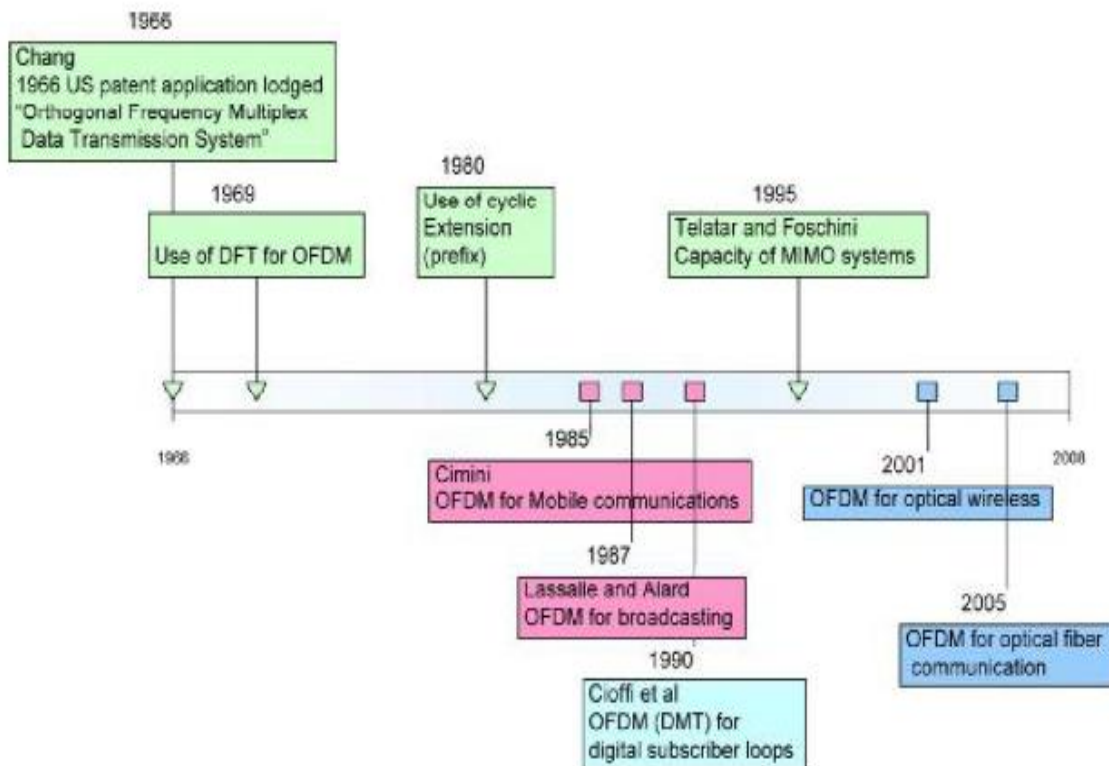 1966
Chang
1966 US patent application lodged
"Orthogonal Frequency Multiplex
Data Transmission System"
1969
Use of DFT for OFDM
1980
Use of cyclic
Extension
(prefix)
1995
Telatar and Foschini
Capacity of MIMO systems
1966
2008
1985
Cimini
OFDM for Mobile communications
1987
Lassalle and Alard
OFDM for broadcasting
1990
Cioffi et al
OFDM (DMT) for
digital subscriber loops
2001
OFDM for optical wireless
2005
OFDM for optical fiber
communication